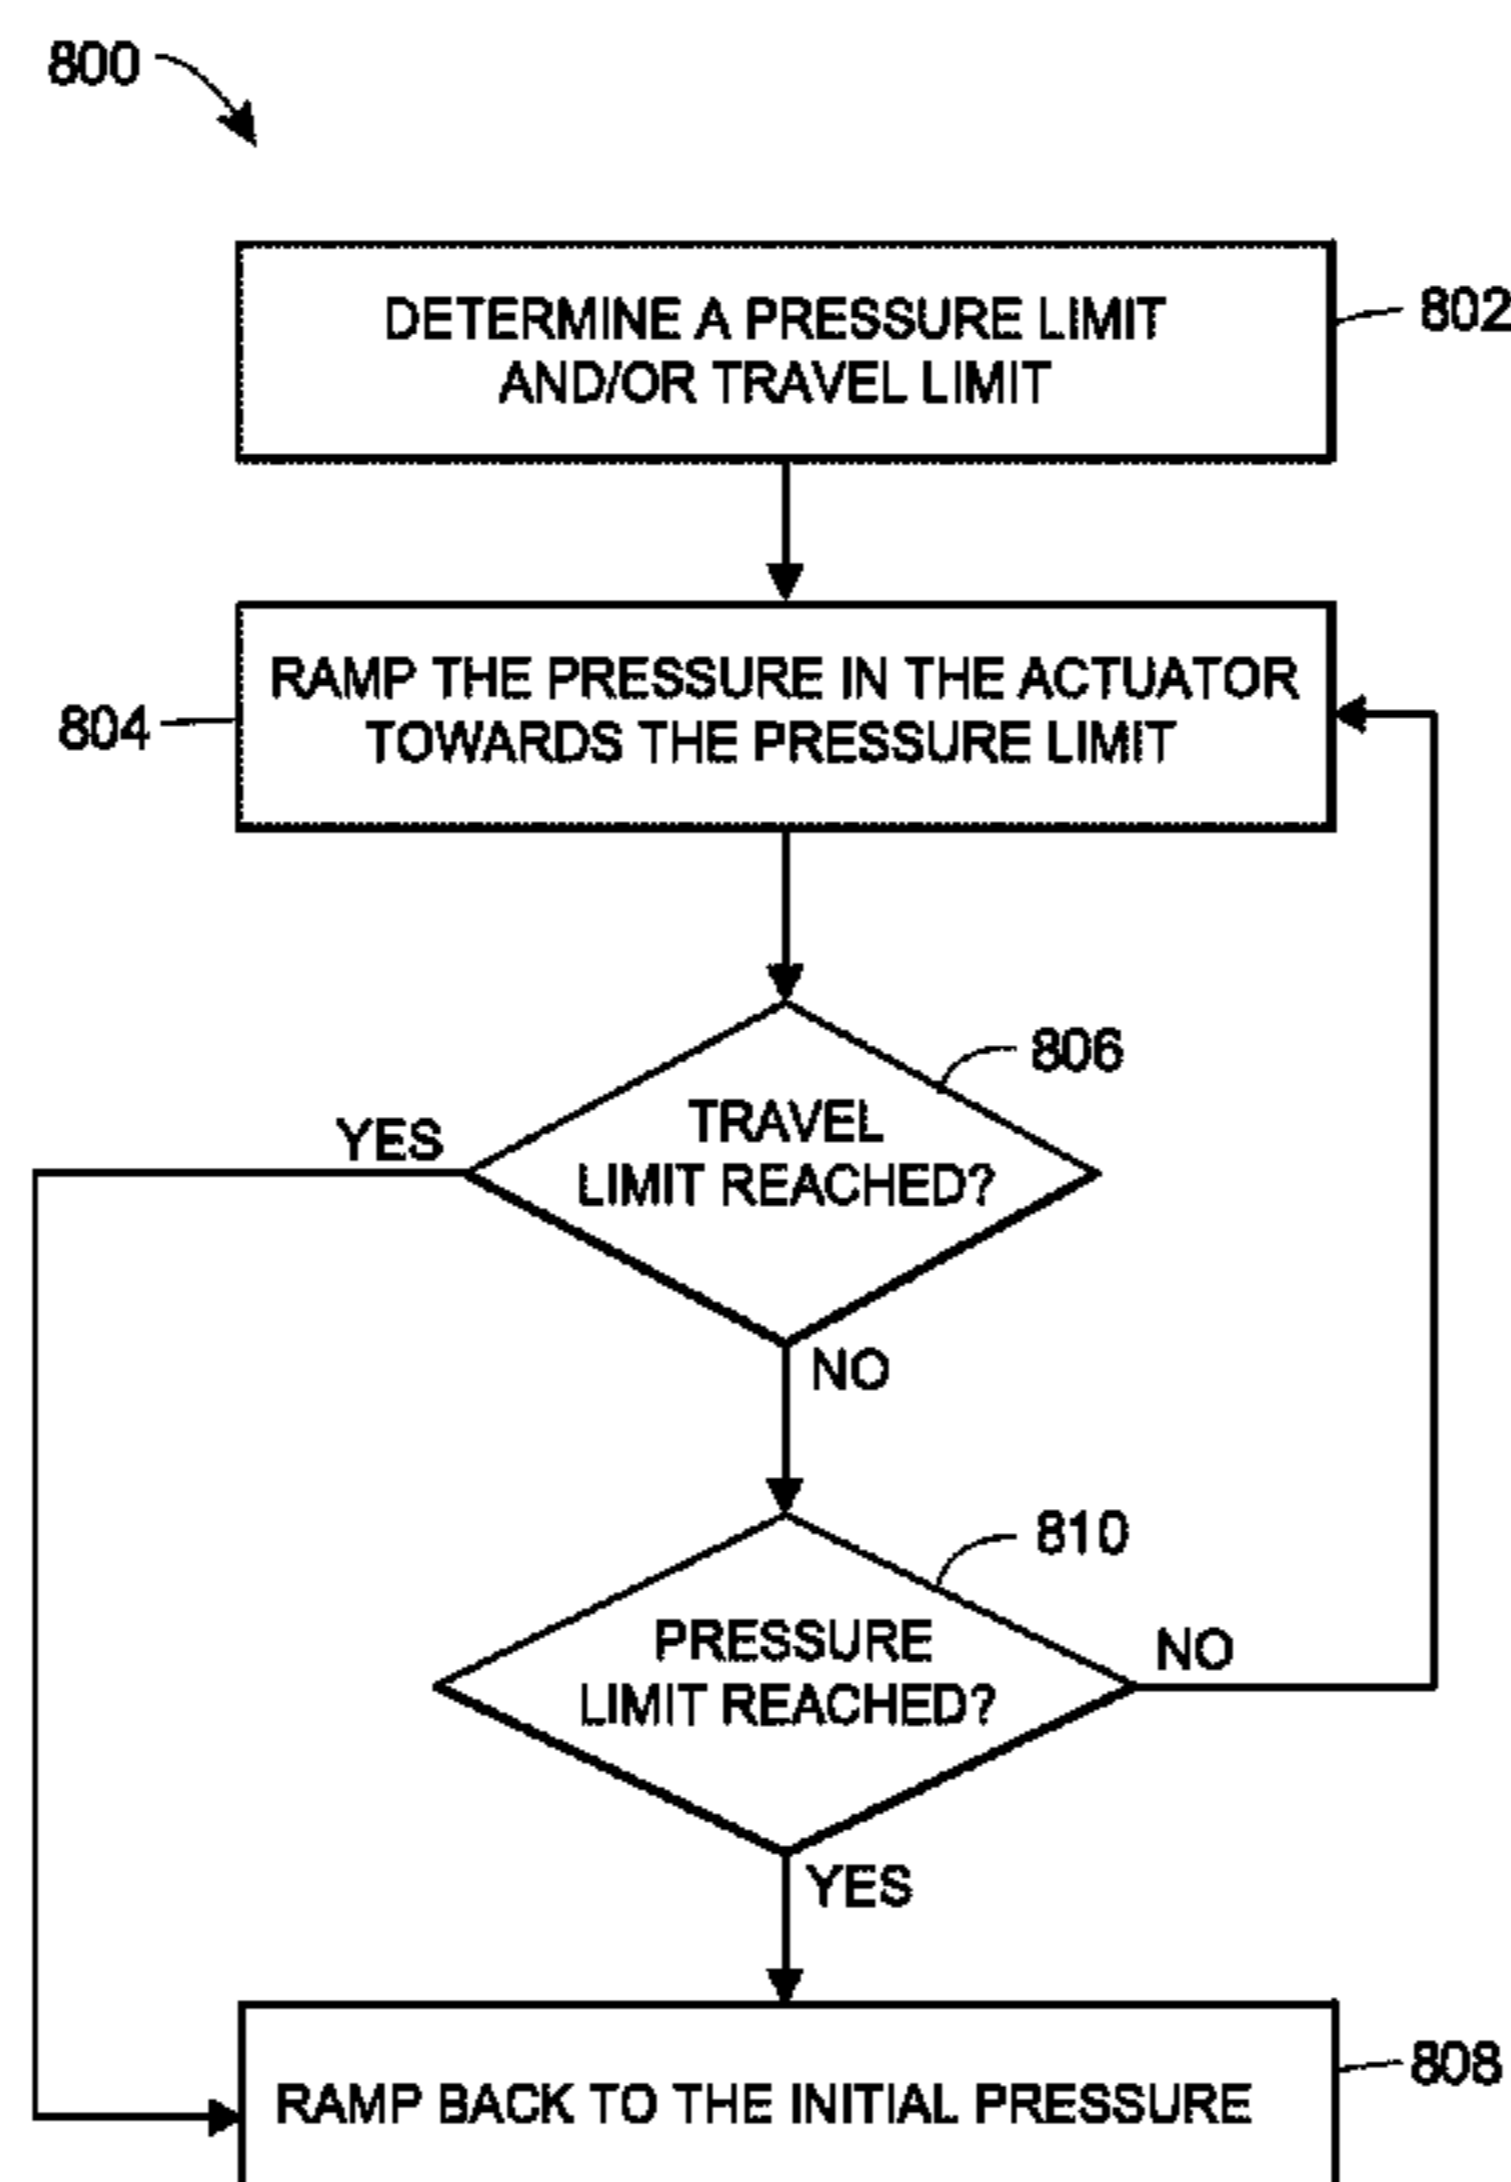 800
DETERMINE A PRESSURE LIMIT
AND/OR TRAVEL LIMIT
802
RAMP THE PRESSURE IN THE ACTUATOR
TOWARDS THE PRESSURE LIMIT
804
806
TRAVEL
LIMIT REACHED?
YES
NO
810
PRESSURE
LIMIT REACHED?
NO
YES
808
RAMP BACK TO THE INITIAL PRESSURE